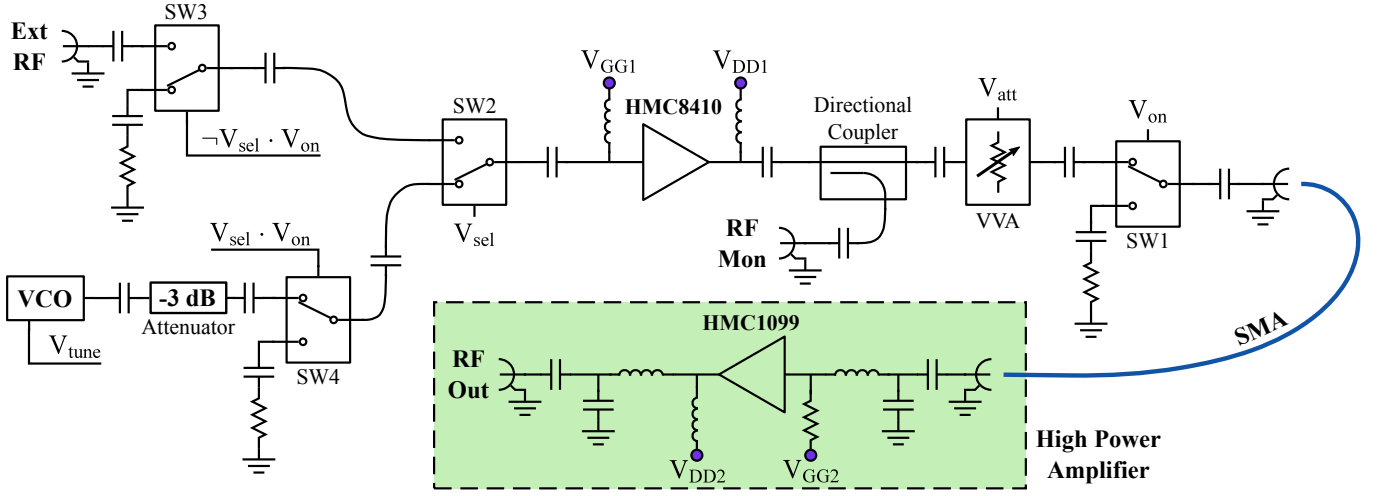 Ext
RF
SW3
¬V_sel · V_on
SW2
V_sel
V_GG1
HMC8410
V_DD1
Directional
Coupler
RF
Mon
V_att
VVA
V_on
SW1
V_sel · V_on
VCO
-3 dB
Attenuator
V_tune
SW4
SMA
HMC1099
RF
Out
V_DD2
V_GG2
High Power
Amplifier